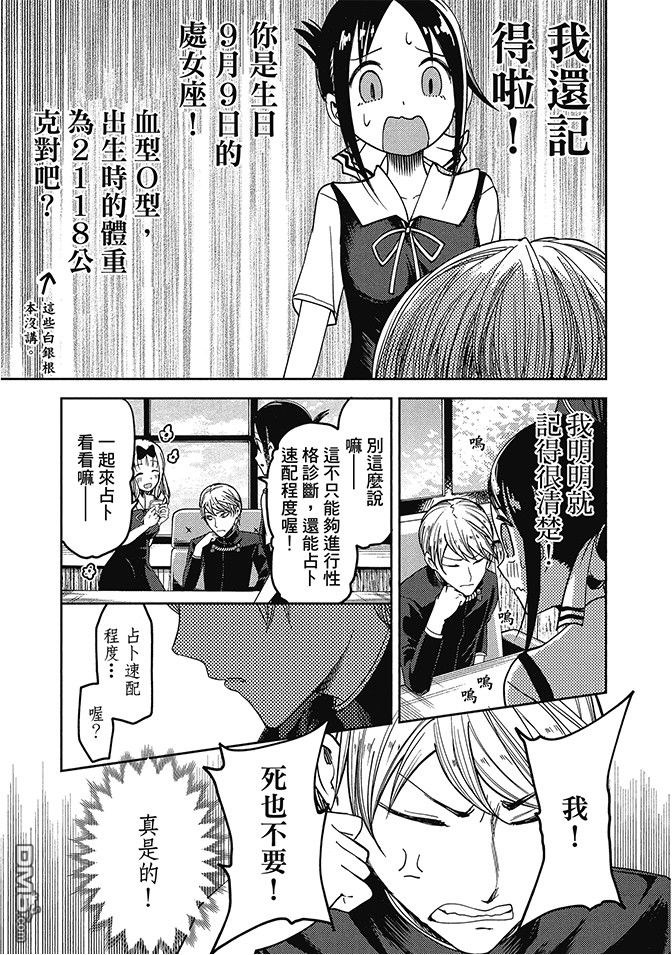 我還記
得啦！
你是生日
9月9日的
處女座！
血型O型，
出生時的體重
為2118公
克對吧？
這些白銀根
本沒講。
我明明就
記得很清楚！
嗚
嗚
嗚
嗚
嗚
別這麼說
嘛——
這不只能夠進行性
格診斷，還能占卜
速配程度喔！
一起來占卜
看看嘛——
占卜速配
程度…
喔？
我！
死也不要！
真是的！
DM5.com